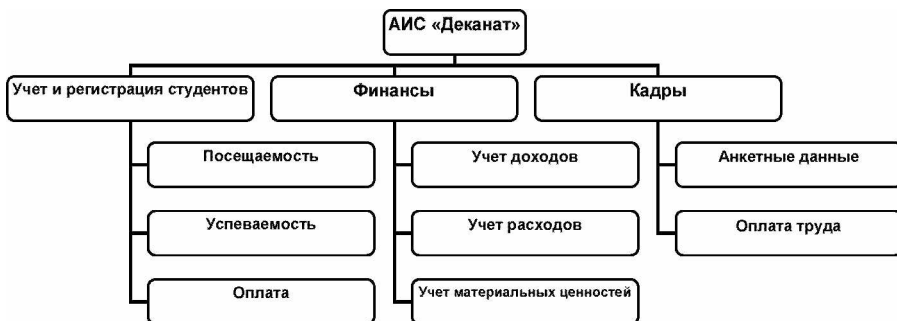 АИС «Деканат»
Учет и регистрация студентов
Финансы
Кадры
Посещаемость
Учет доходов
Анкетные данные
Успеваемость
Учет расходов
Оплата труда
Оплата
Учет материальных ценностей